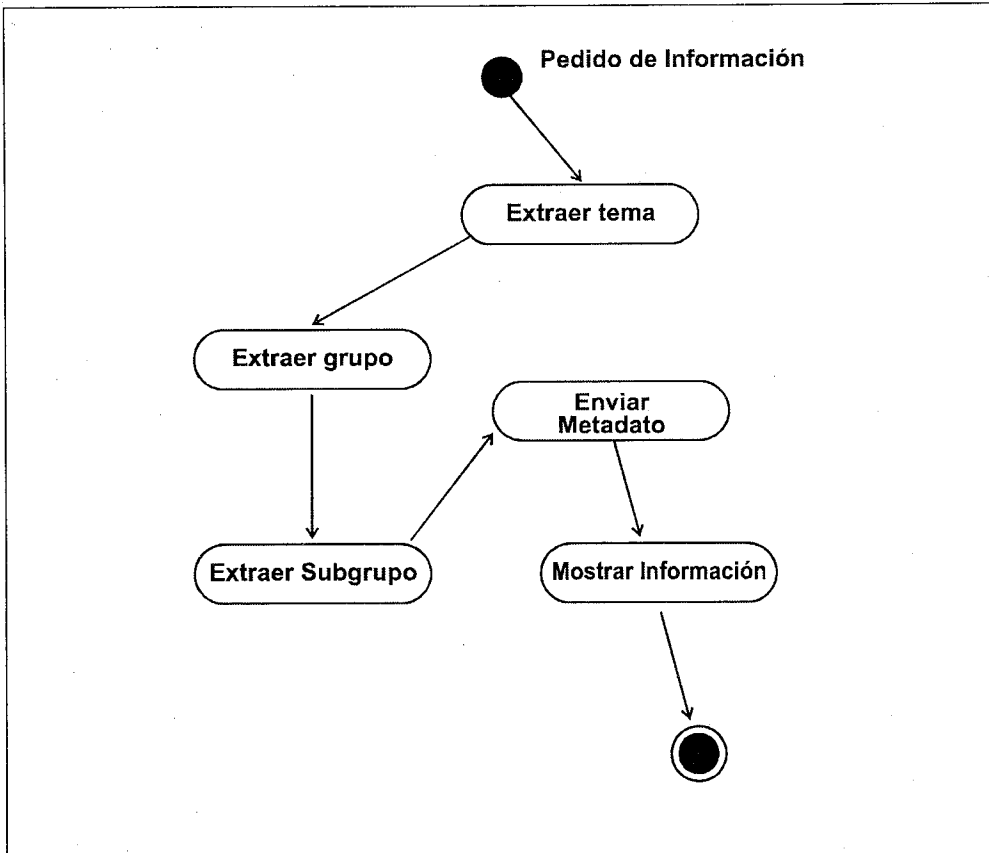 Pedido de Información
Extraer tema
Extraer grupo
Enviar
Metadato
Extraer Subgrupo
Mostrar Información